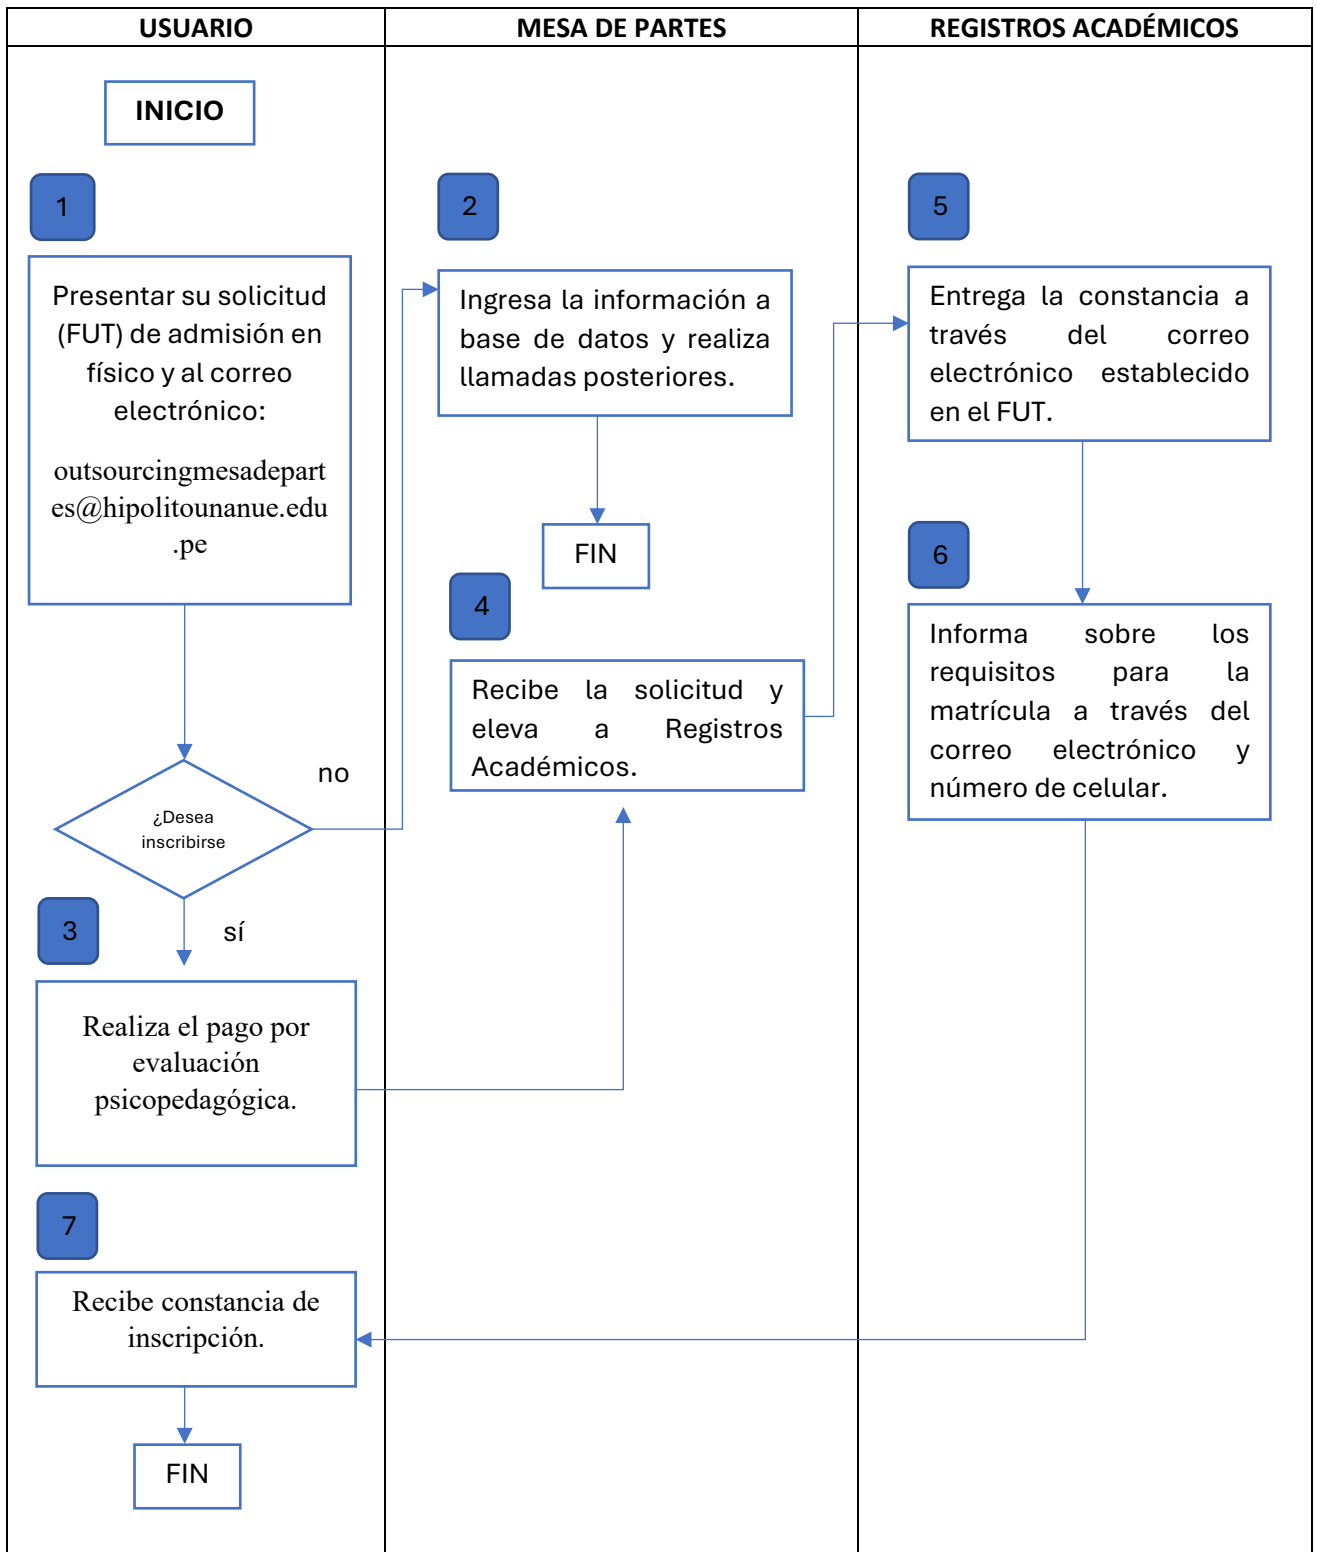 USUARIO
MESA DE PARTES
REGISTROS ACADÉMICOS
INICIO
1
Presentar su solicitud
(FUT) de admisión en
físico y al correo
electrónico:
outsourcingmesadepart
es@hipolitounanue.edu
.pe
¿Desea
inscribirse
no
sí
3
Realiza el pago por
evaluación
psicopedagógica.
7
Recibe constancia de
inscripción.
FIN
2
Ingresa la información a
base de datos y realiza
llamadas posteriores.
FIN
4
Recibe la solicitud y
eleva a Registros
Académicos.
5
Entrega la constancia a
través del correo
electrónico establecido
en el FUT.
6
Informa sobre los
requisitos para la
matrícula a través del
correo electrónico y
número de celular.